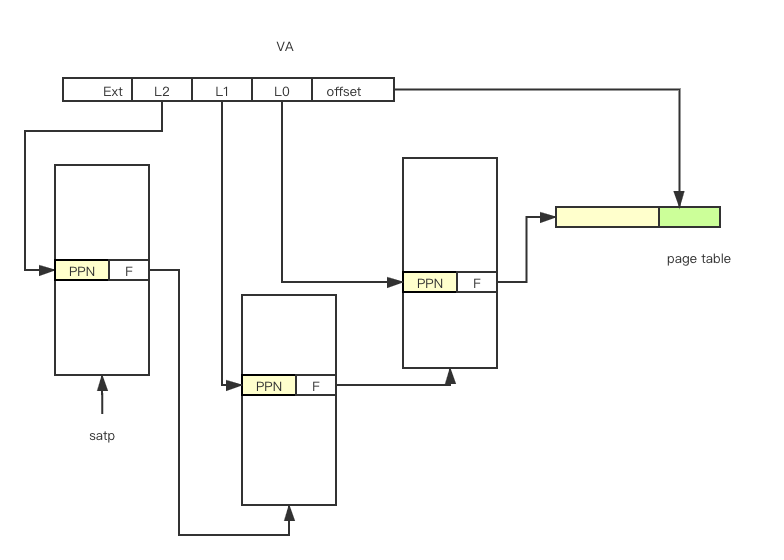 VA
Ext L2 L1 L0 offset
PPN F
PPN F
page table
PPN F
satp